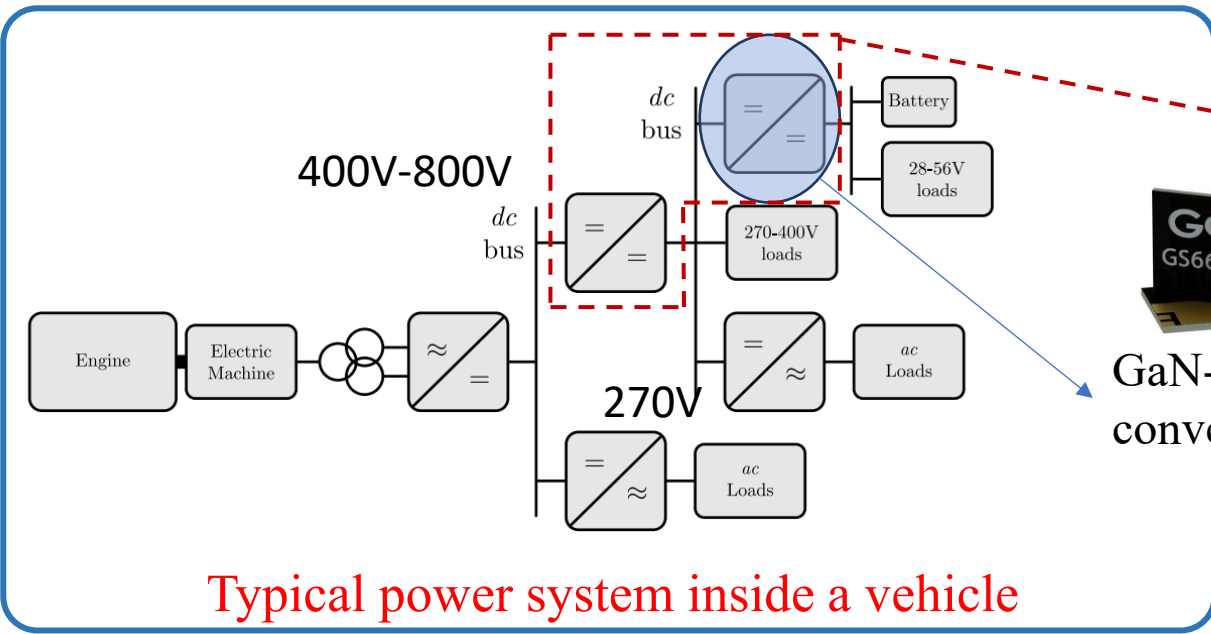 400V-800V
dc
bus
Battery
28-56V
loads
dc
bus
=
=
270-400V
loads
=
=
Engine
Electric
Machine
≈
=
=
≈
ac
Loads
270V
=
≈
ac
Loads
GaN-
Typical power system inside a vehicle